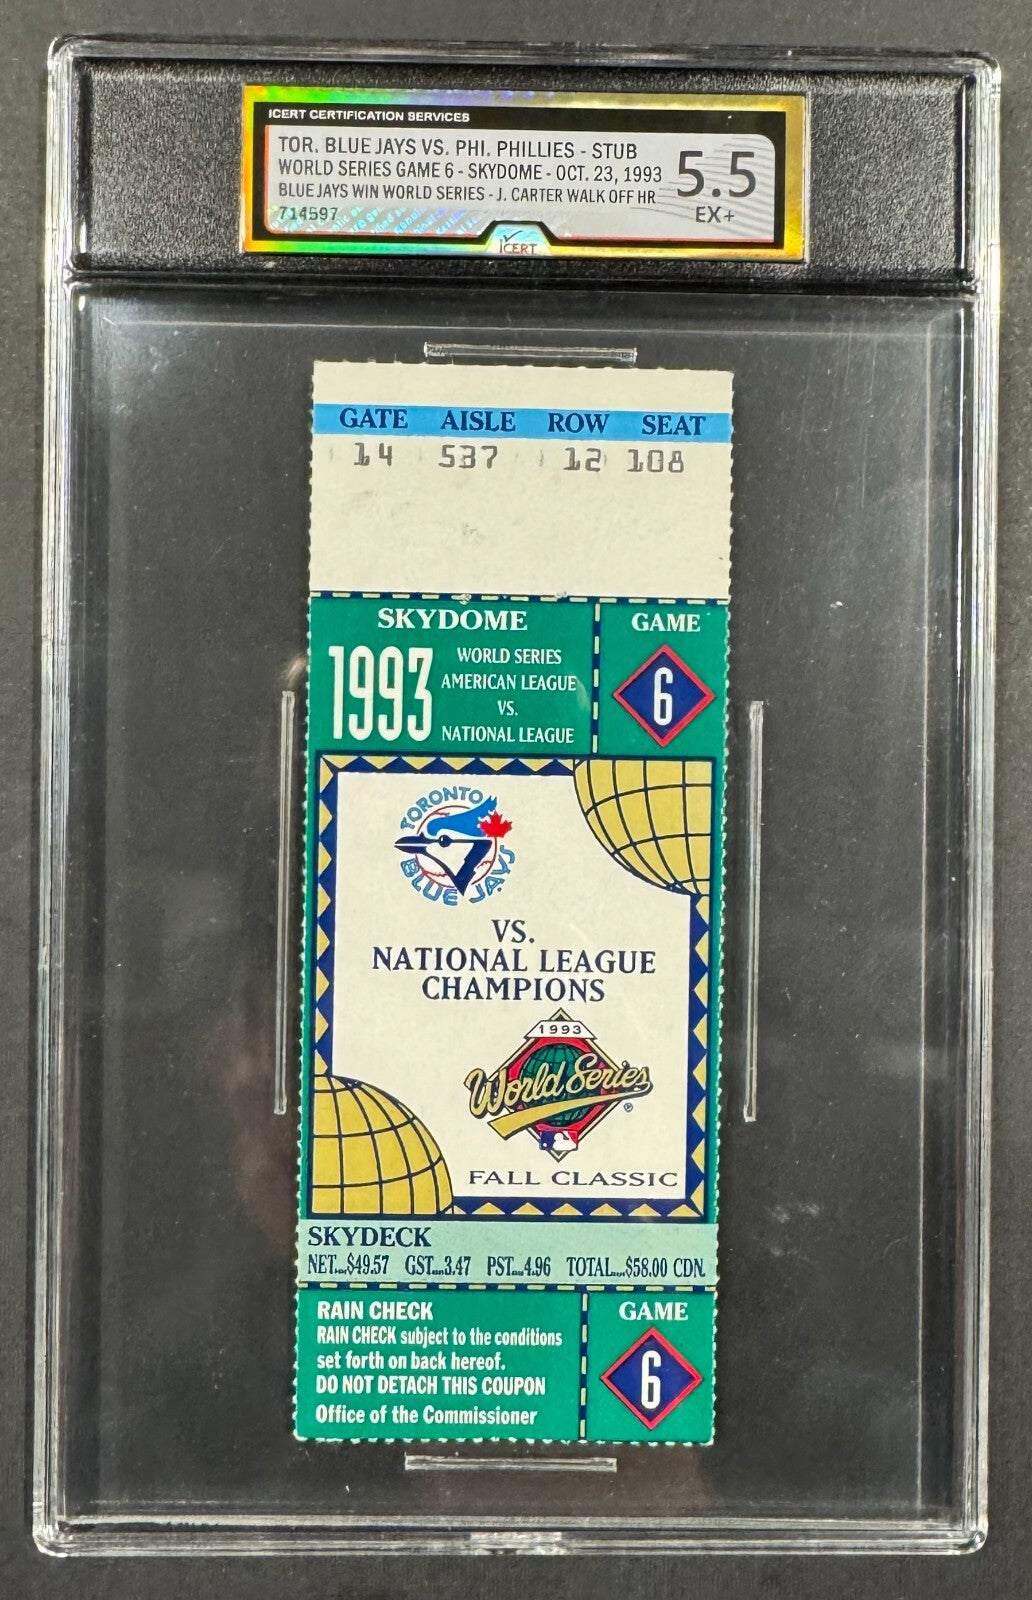 ICERT CERTIFICATION SERVICES
TOR. BLUE JAYS VS. PHI. PHILLIES - STUB
WORLD SERIES GAME 6 - SKYDOME - OCT. 23, 1993
BLUE JAYS WIN WORLD SERIES - J. CARTER WALK OFF HR
714597
5.5
EX+
ICERT
GATE AISLE ROW SEAT
14 537 12 108
SKYDOME
1993
WORLD SERIES
AMERICAN LEAGUE
VS.
NATIONAL LEAGUE
GAME
6
TORONTO
BLUE JAYS
VS.
NATIONAL LEAGUE
CHAMPIONS
1993
World Series
®
FALL CLASSIC
SKYDECK
NET....$49.57 GST....3.47 PST....4.96 TOTAL....$58.00 CDN.
RAIN CHECK
RAIN CHECK subject to the conditions
set forth on back hereof.
DO NOT DETACH THIS COUPON
Office of the Commissioner
GAME
6